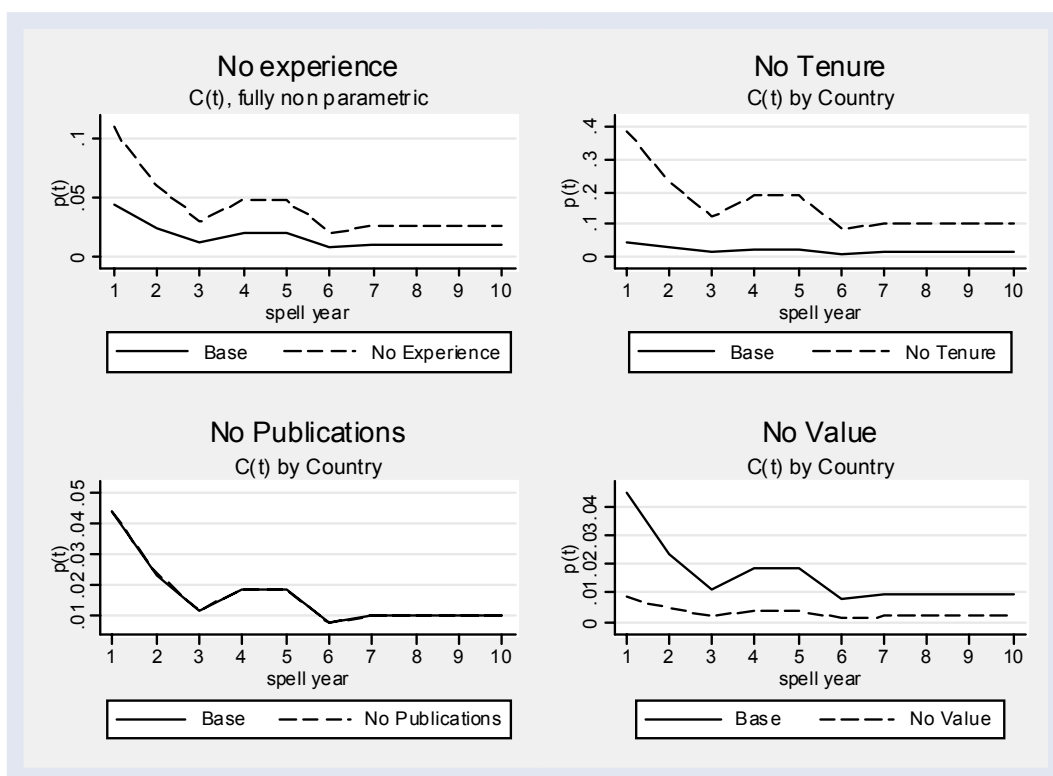 No experience
C(t), fully non parametric
p(t)
.1
.05
0
1 2 3 4 5 6 7 8 9 10
spell year
Base No Experience
No Tenure
C(t) by Country
p(t)
.4
.3
.2
.1
0
1 2 3 4 5 6 7 8 9 10
spell year
Base No Tenure
No Publications
C(t) by Country
p(t)
.05
.04
.03
.02
.01
1 2 3 4 5 6 7 8 9 10
spell year
Base No Publications
No Value
C(t) by Country
p(t)
.04
.03
.02
.01
0
1 2 3 4 5 6 7 8 9 10
spell year
Base No Value